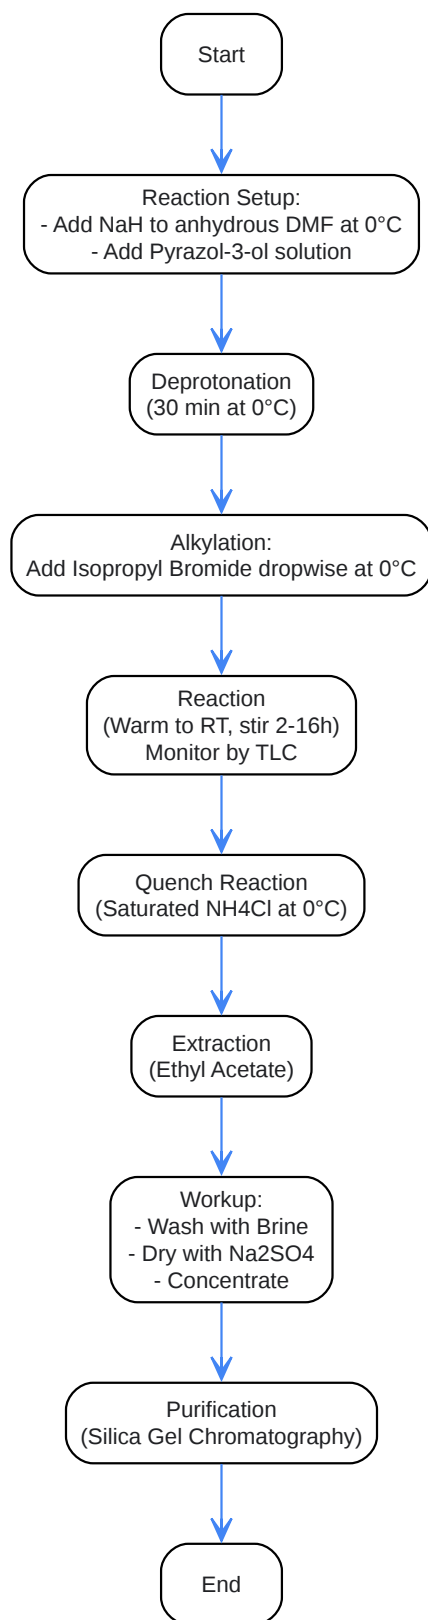 Start
Reaction Setup:
- Add NaH to anhydrous DMF at 0°C
- Add Pyrazol-3-ol solution
Deprotonation
(30 min at 0°C)
Alkylation:
Add Isopropyl Bromide dropwise at 0°C
Reaction
(Warm to RT, stir 2-16h)
Monitor by TLC
Quench Reaction
(Saturated NH4Cl at 0°C)
Extraction
(Ethyl Acetate)
Workup:
- Wash with Brine
- Dry with Na2SO4
- Concentrate
Purification
(Silica Gel Chromatography)
End